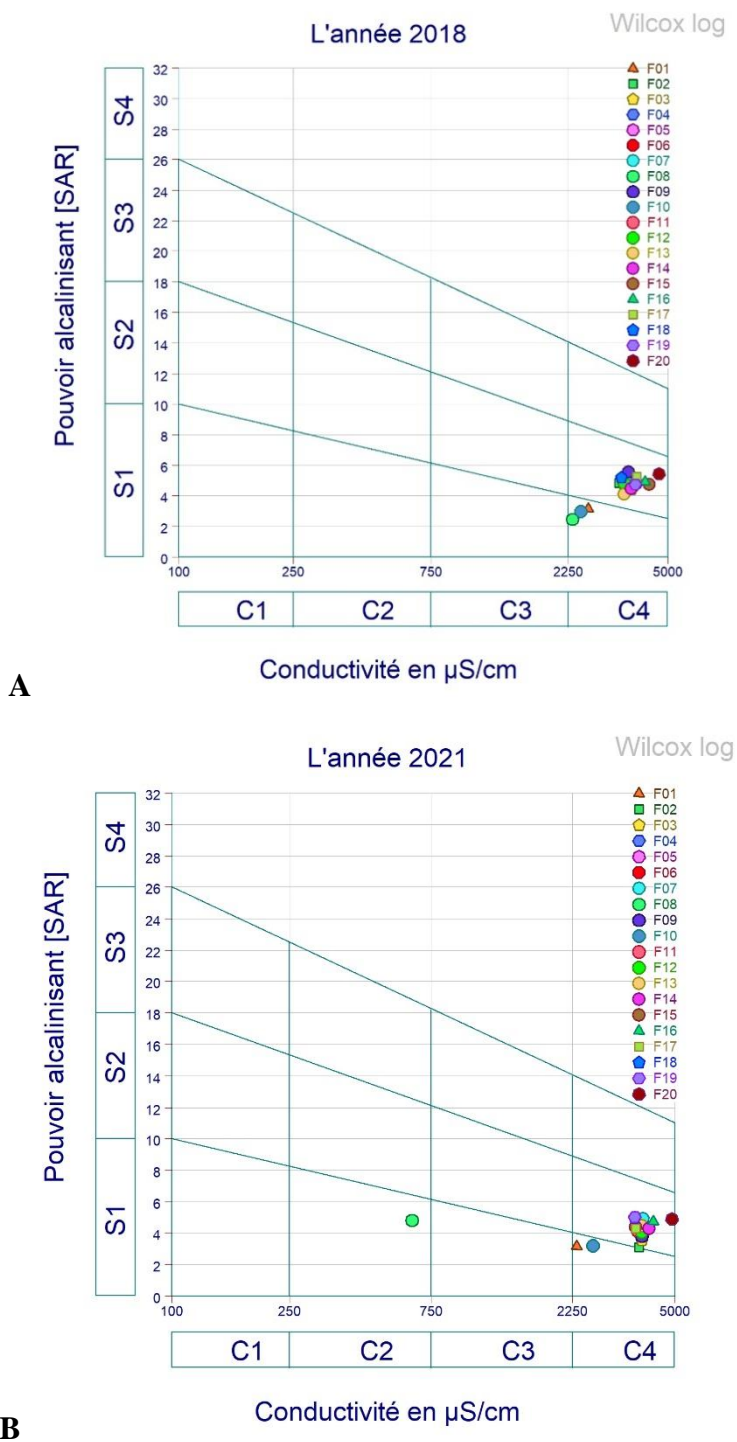 Wilcox log
L'année 2018
Pouvoir alcalinisant [SAR]
S4
S3
S2
S1
32
30
28
26
24
22
20
18
16
14
12
10
8
6
4
2
0
F01
F02
F03
F04
F05
F06
F07
F08
F09
F10
F11
F12
F13
F14
F15
F16
F17
F18
F19
F20
100 250 750 2250 5000
C1 C2 C3 C4
Conductivité en µS/cm
A
Wilcox log
L'année 2021
Pouvoir alcalinisant [SAR]
S4
S3
S2
S1
32
30
28
26
24
22
20
18
16
14
12
10
8
6
4
2
0
F01
F02
F03
F04
F05
F06
F07
F08
F09
F10
F11
F12
F13
F14
F15
F16
F17
F18
F19
F20
100 250 750 2250 5000
C1 C2 C3 C4
Conductivité en µS/cm
B